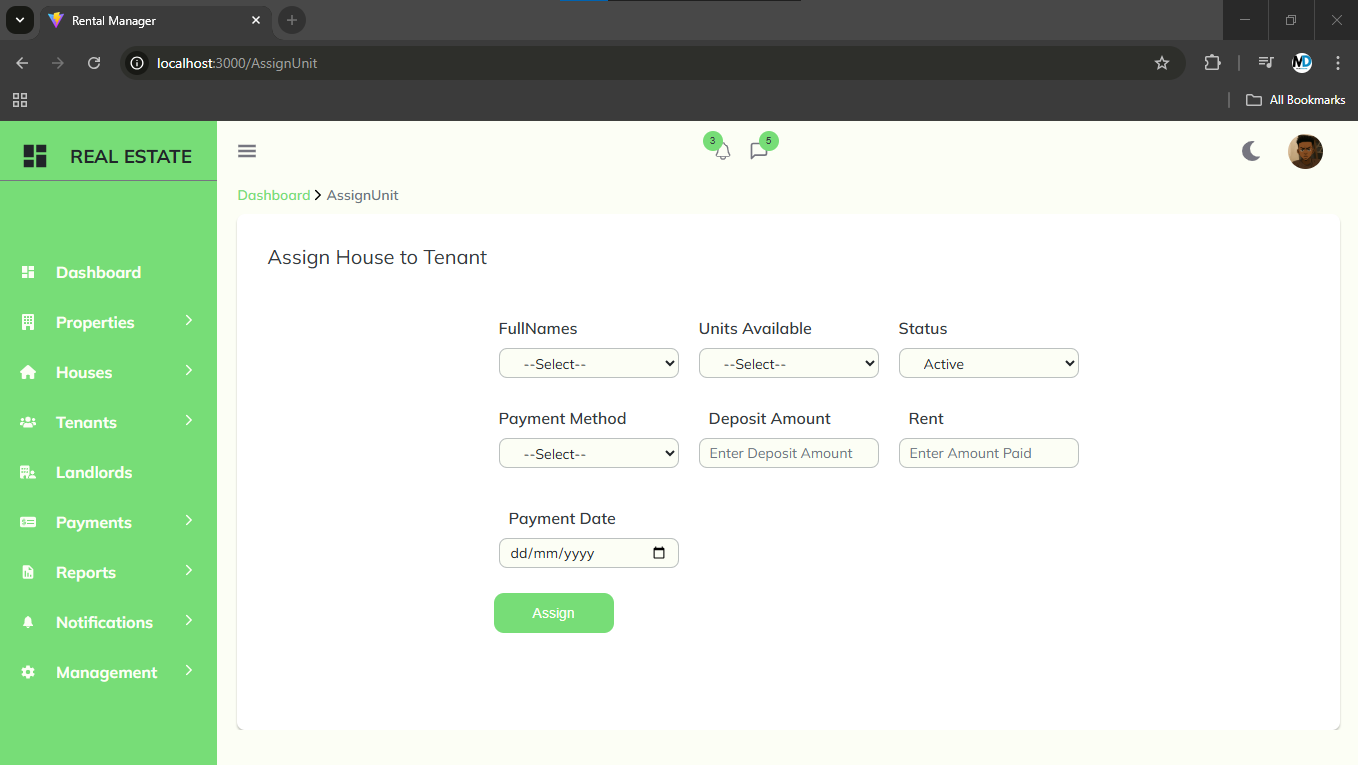 Rental Manager
localhost:3000/AssignUnit
All Bookmarks
REAL ESTATE
3
5
Dashboard AssignUnit
Assign House to Tenant
Dashboard
Properties
Houses
Tenants
Landlords
Payments
Reports
Notifications
Management
FullNames Units Available Status
--Select-- --Select-- Active
Payment Method Deposit Amount Rent
--Select-- Enter Deposit Amount Enter Amount Paid
Payment Date
dd/mm/yyyy
Assign